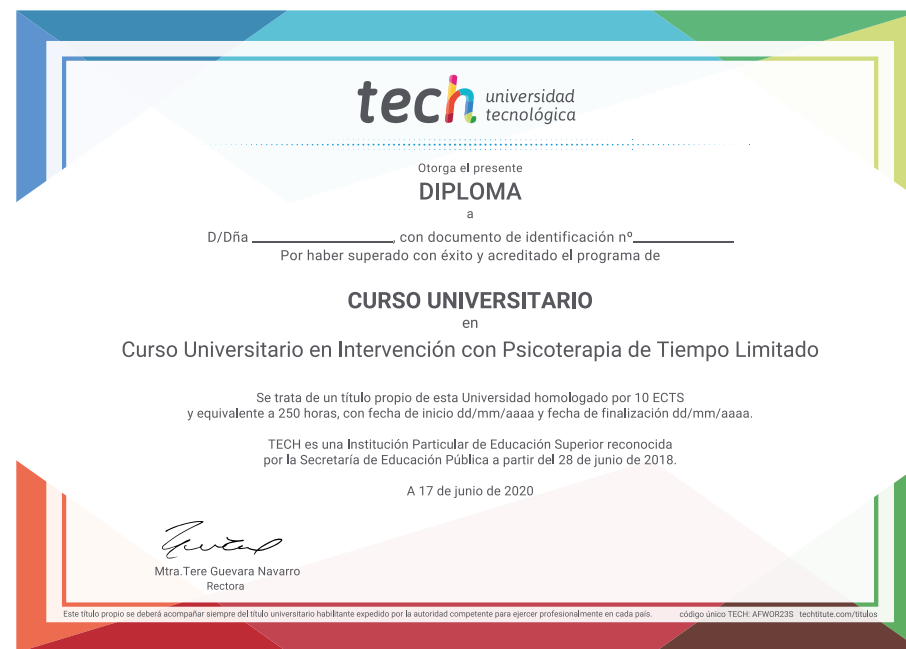 tech universidad
tecnológica
Otorga el presente
DIPLOMA
a
D/Dña ____________________, con documento de identificación nº______________
Por haber superado con éxito y acreditado el programa de
CURSO UNIVERSITARIO
en
Curso Universitario en Intervención con Psicoterapia de Tiempo Limitado
Se trata de un título propio de esta Universidad homologado por 10 ECTS
y equivalente a 250 horas, con fecha de inicio dd/mm/aaaa y fecha de finalización dd/mm/aaaa.
TECH es una Institución Particular de Educación Superior reconocida
por la Secretaría de Educación Pública a partir del 28 de junio de 2018.
A 17 de junio de 2020
Mtra.Tere Guevara Navarro
Rectora
Este título propio se deberá acompañar siempre del título universitario habilitante expedido por la autoridad competente para ejercer profesionalmente en cada país. código único TECH: AFWOR23S techtitute.com/titulos